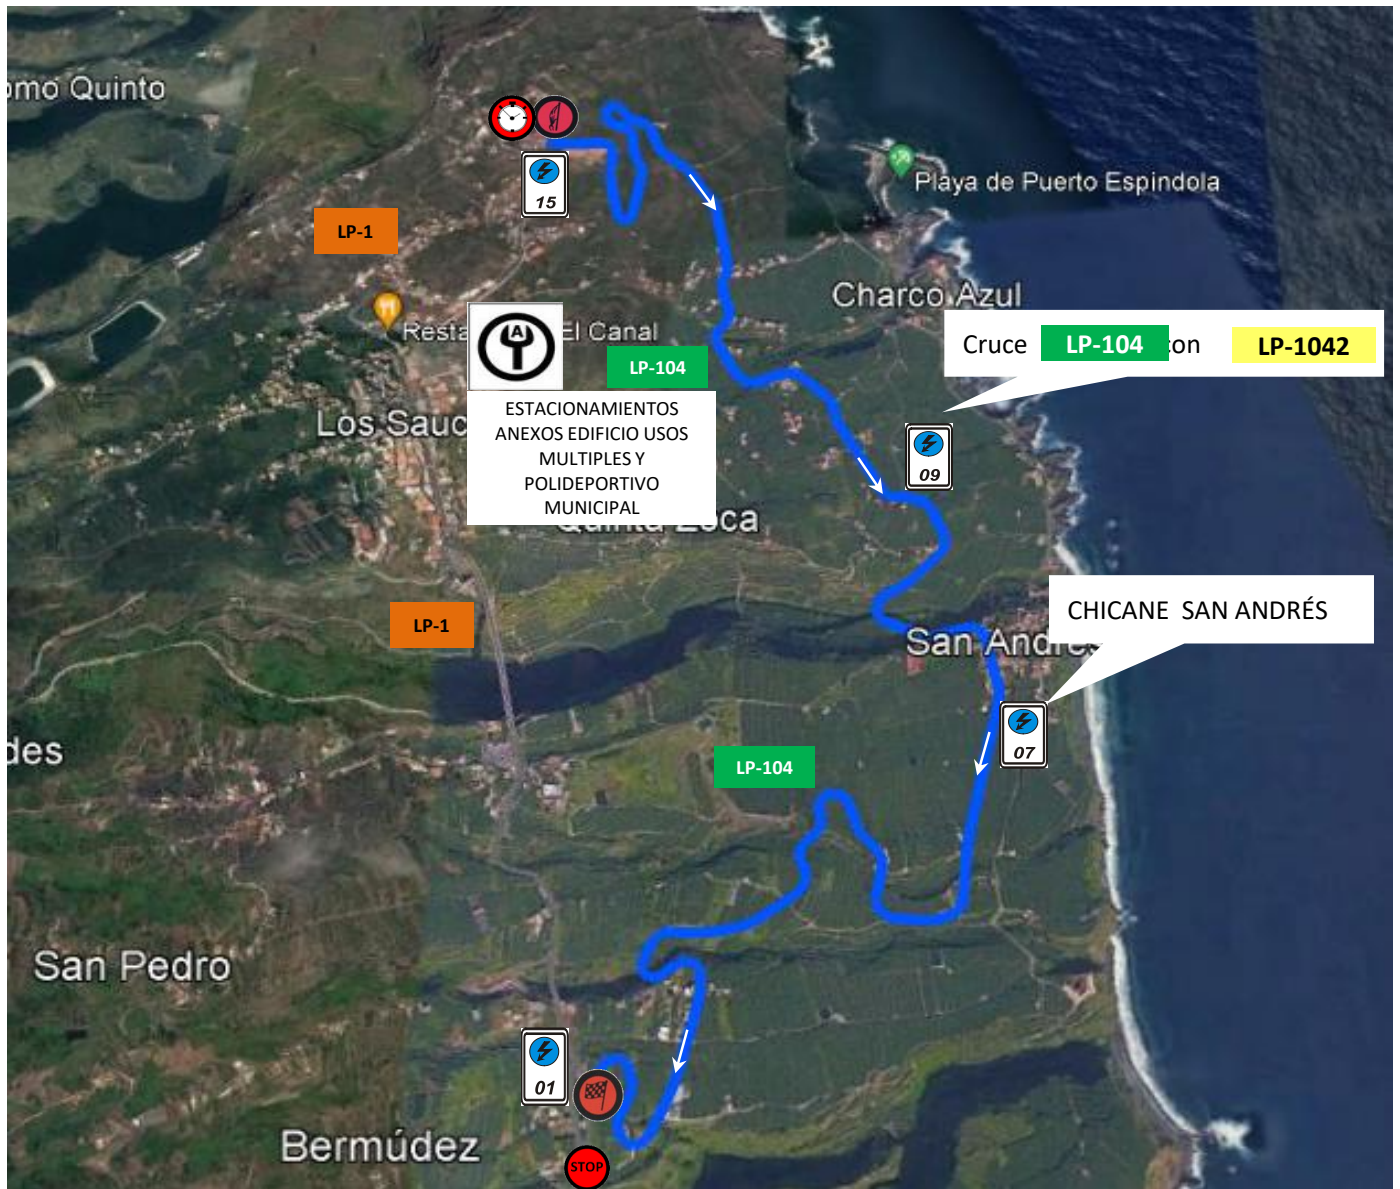 omo Quinto
15
Playa de Puerto Espindola
LP-1
Charco Azul
Resta
El Canal
A
LP-104
Cruce LP-104 con LP-1042
Los Sauc
ESTACIONAMIENTOS
ANEXOS EDIFICIO USOS
MULTIPLES Y
POLIDEPORTIVO
MUNICIPAL
09
CHICANE SAN ANDRÉS
LP-1
San Andrés
07
des
LP-104
San Pedro
01
Bermúdez
STOP